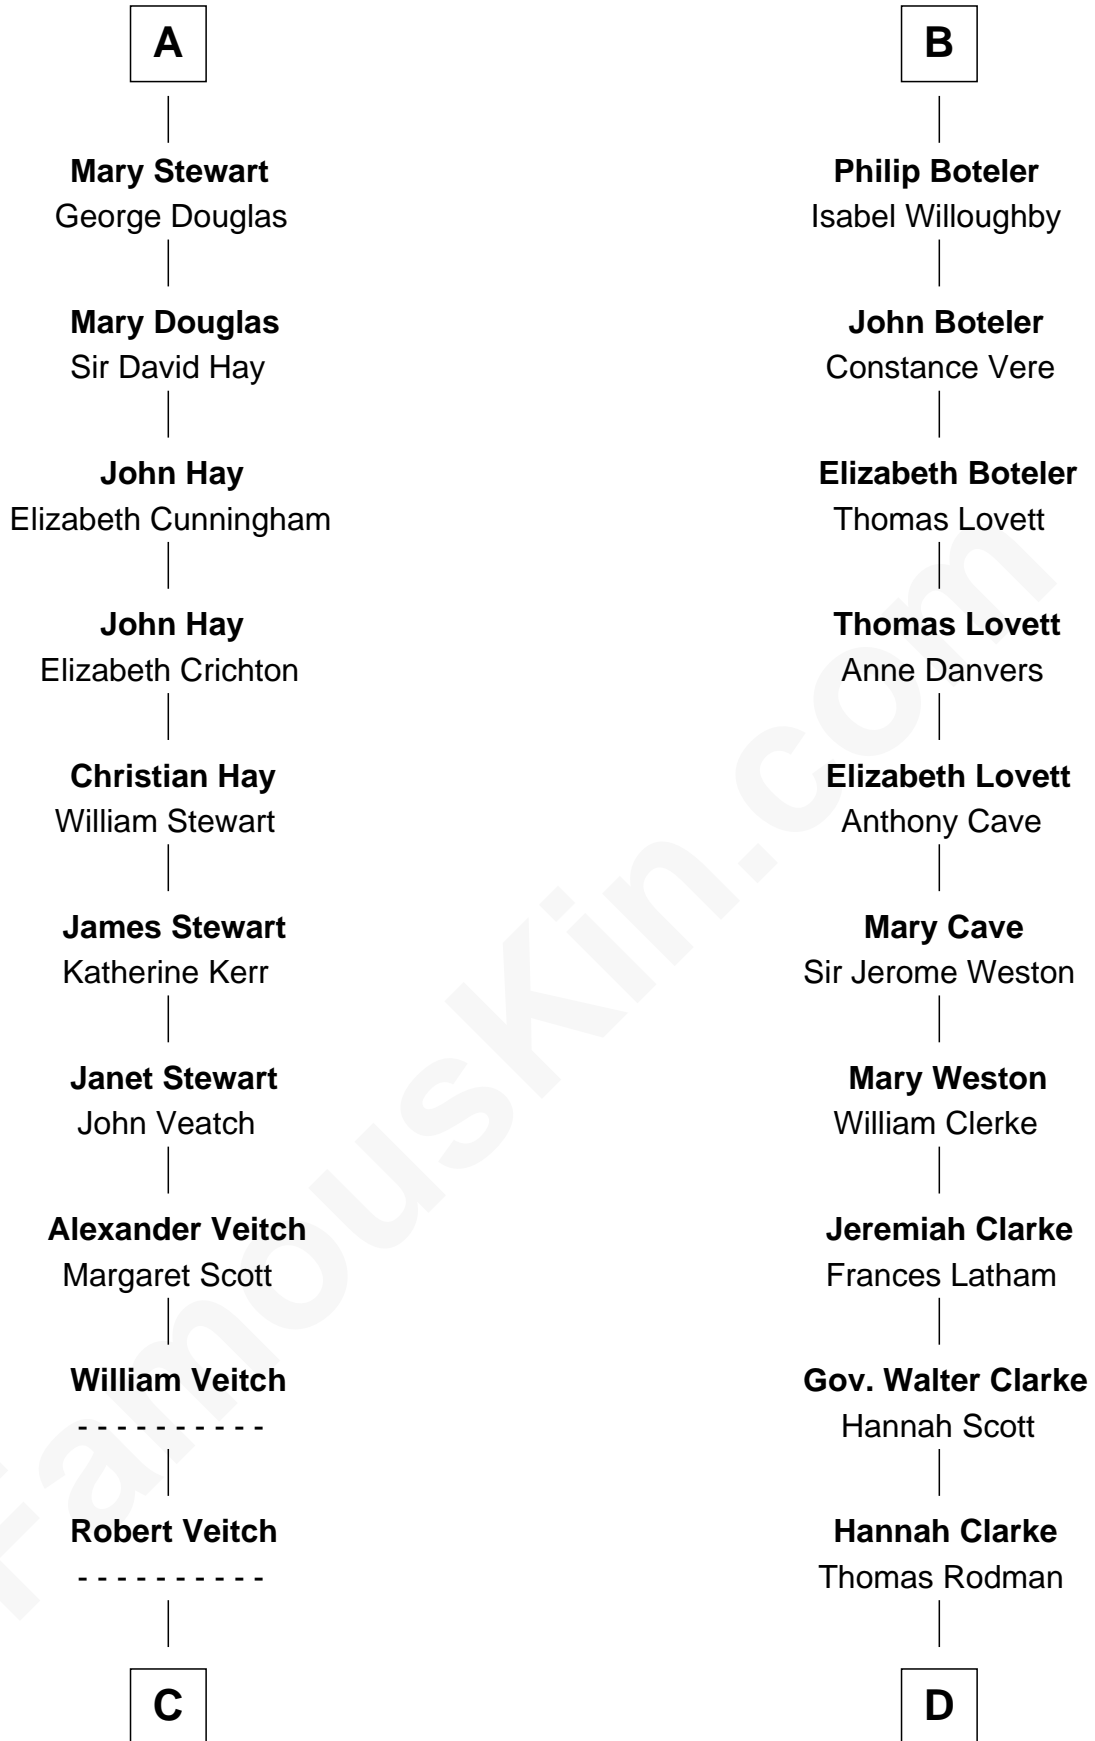 A
Mary Stewart
George Douglas
Mary Douglas
Sir David Hay
John Hay
Elizabeth Cunningham
John Hay
Elizabeth Crichton
Christian Hay
William Stewart
James Stewart
Katherine Kerr
Janet Stewart
John Veatch
Alexander Veitch
Margaret Scott
William Veitch
- - - - - - - - - -
Robert Veitch
- - - - - - - - - -
C
B
Philip Boteler
Isabel Willoughby
John Boteler
Constance Vere
Elizabeth Boteler
Thomas Lovett
Thomas Lovett
Anne Danvers
Elizabeth Lovett
Anthony Cave
Mary Cave
Sir Jerome Weston
Mary Weston
William Clerke
Jeremiah Clarke
Frances Latham
Gov. Walter Clarke
Hannah Scott
Hannah Clarke
Thomas Rodman
D
FamousKin.com